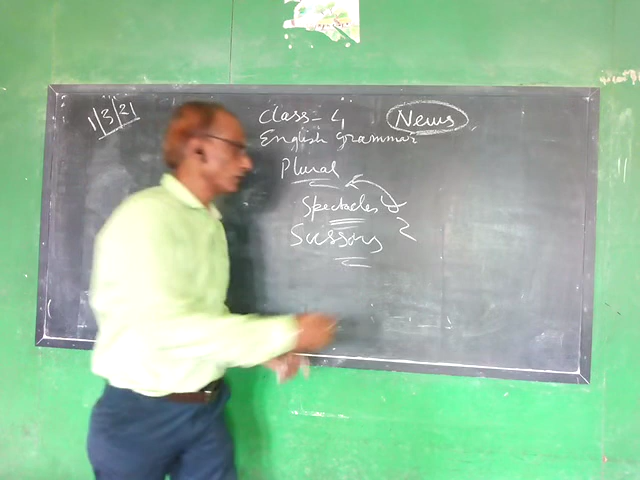 1/3/21
Class-4
News
English grammar
Plural
Spectacles
Scissors